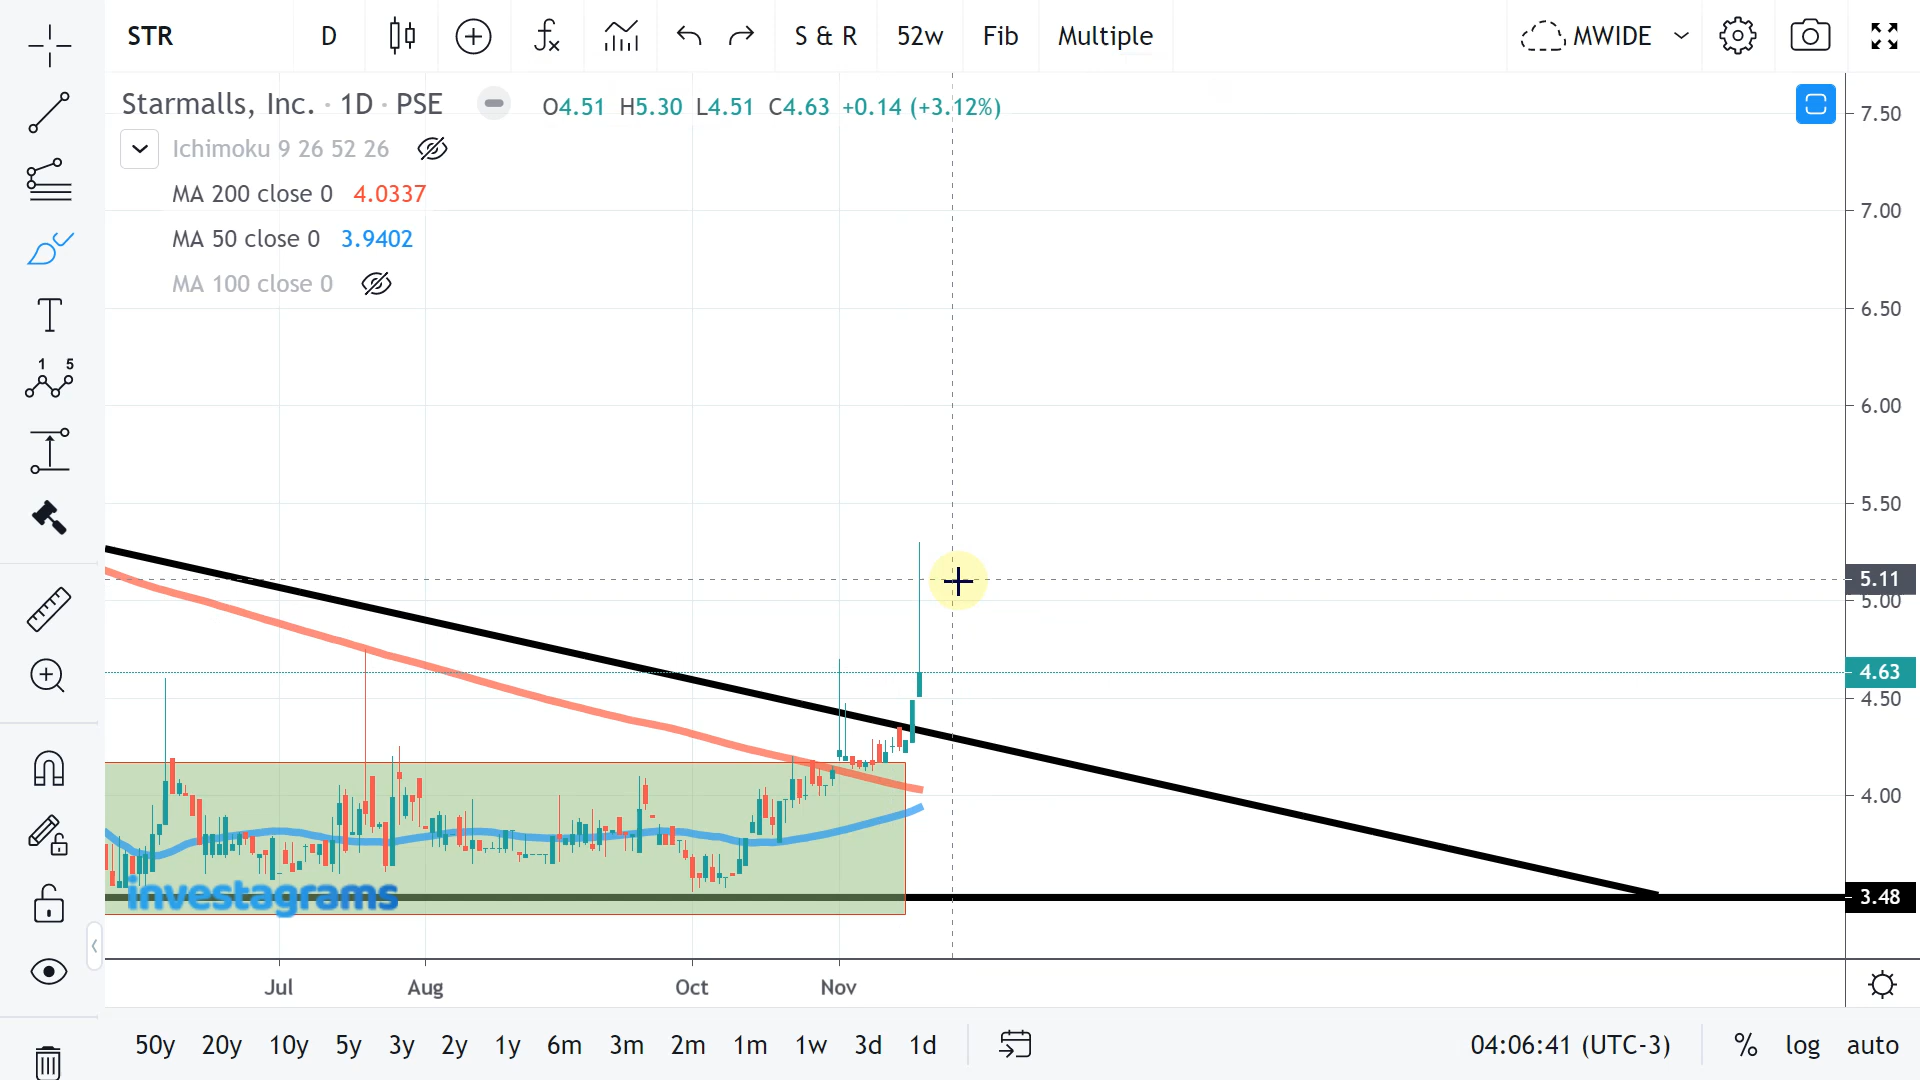 STR D S & R 52w Fib Multiple MWIDE
Starmalls, Inc. · 1D · PSE O4.51 H5.30 L4.51 C4.63 +0.14 (+3.12%)
Ichimoku 9 26 52 26
MA 200 close 0 4.0337
MA 50 close 0 3.9402
MA 100 close 0
1 5
7.50
7.00
6.50
6.00
5.50
5.11
5.00
4.63
4.50
4.00
3.48
investagrams
Jul Aug Oct Nov
50y 20y 10y 5y 3y 2y 1y 6m 3m 2m 1m 1w 3d 1d 04:06:41 (UTC-3) % log auto